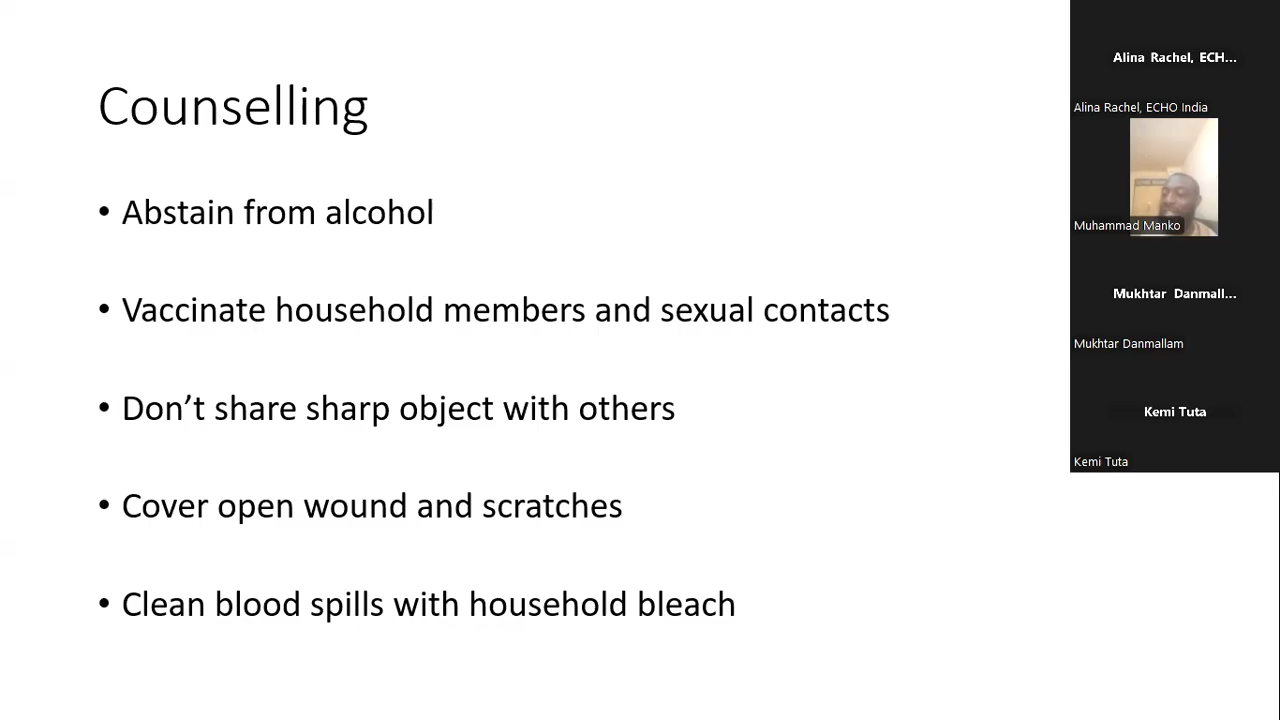 Counselling
• Abstain from alcohol
• Vaccinate household members and sexual contacts
• Don’t share sharp object with others
• Cover open wound and scratches
• Clean blood spills with household bleach
Alina Rachel, ECH...
Alina Rachel, ECHO India
Muhammad Manko
Mukhtar Danmall...
Mukhtar Danmallam
Kemi Tuta
Kemi Tuta